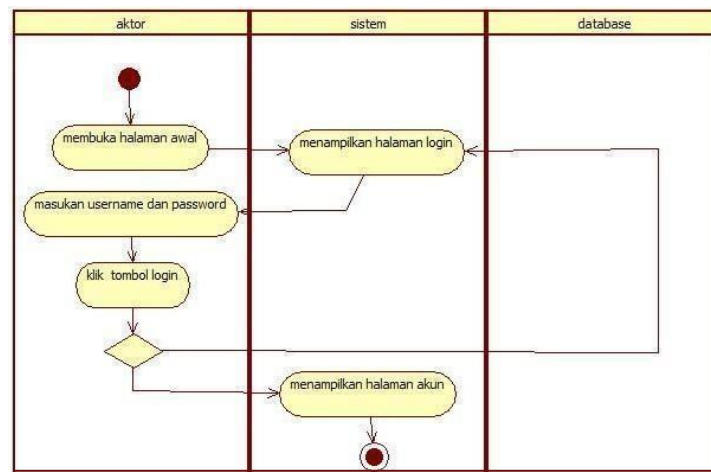 aktor
sistem
database
membuka halaman awal
menampilkan halaman login
masukan username dan password
klik tombol login
menampilkan halaman akun